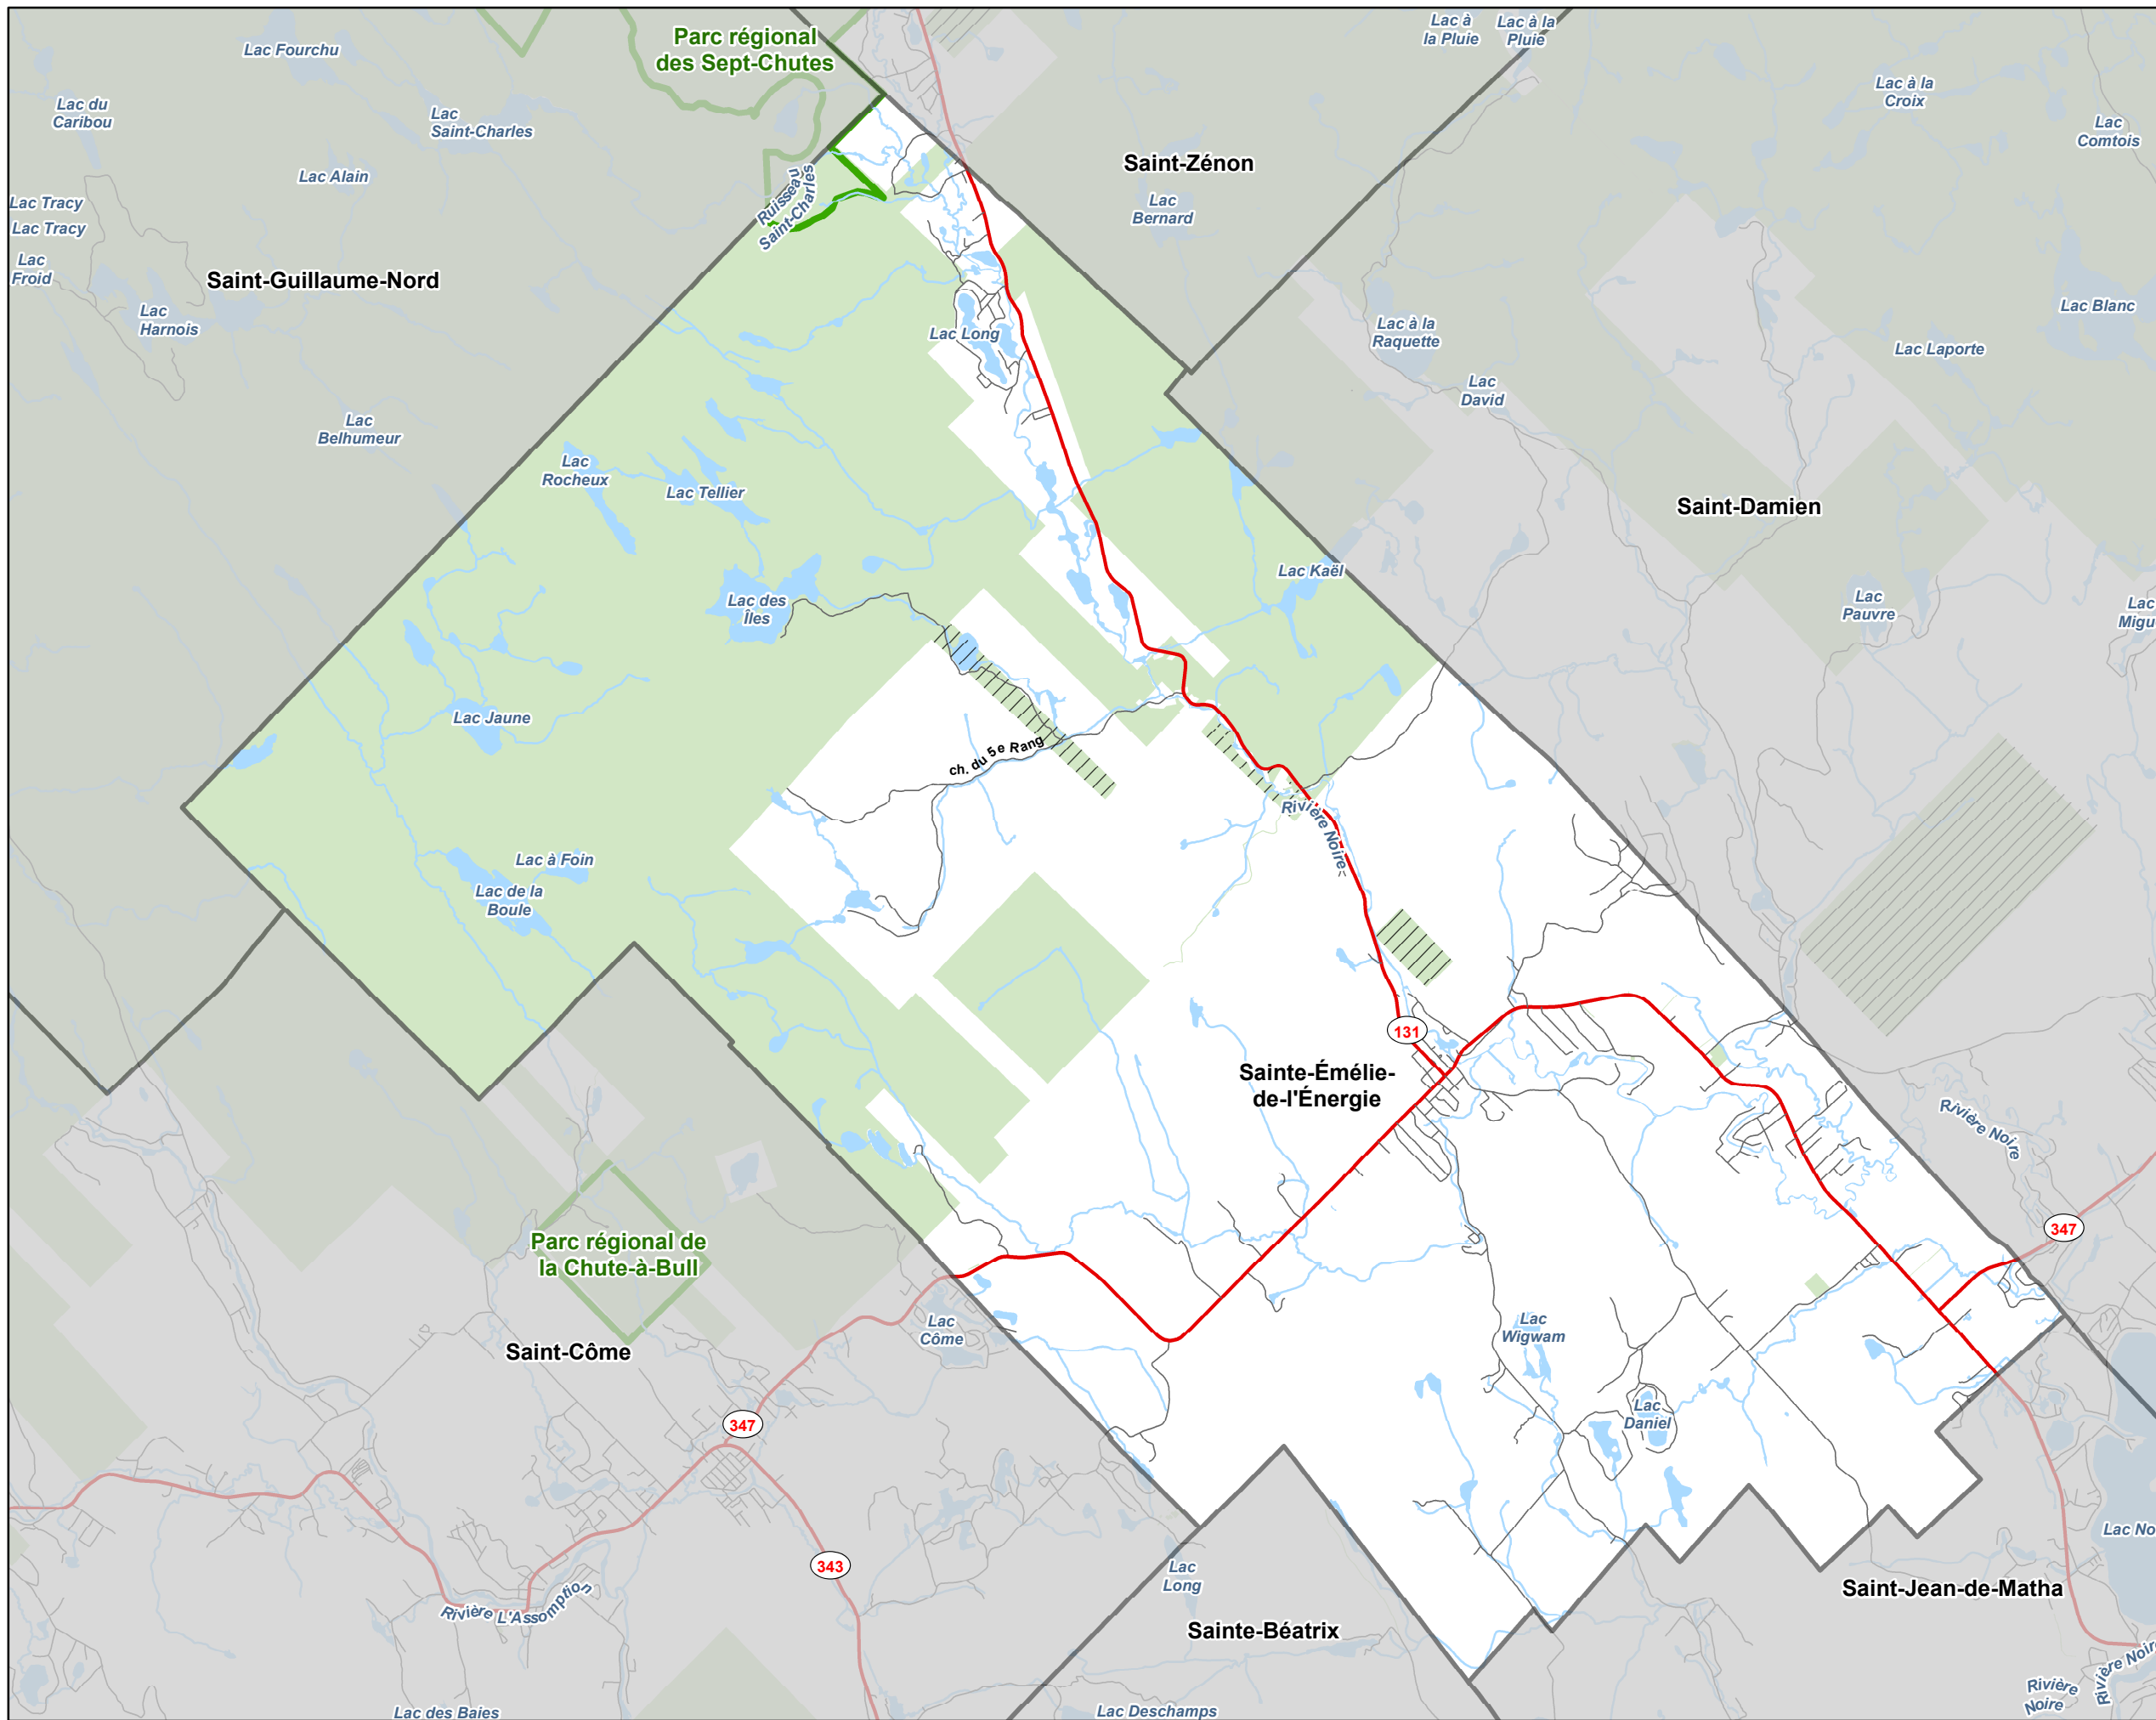 Parc régional
des Sept-Chutes
Lac à
la Pluie
Lac à la
Pluie
Lac Fourchu
Lac du
Caribou
Lac
Saint-Charles
Lac à la
Croix
Lac
Comtois
Saint-Zénon
Lac Alain
Ruisseau
Saint-Charles
Lac Tracy
Lac Tracy
Lac
Bernard
Lac
Froid
Saint-Guillaume-Nord
Lac
Harnois
Lac Long
Lac à la
Raquette
Lac Blanc
Lac Laporte
Lac
David
Lac
Belhumeur
Lac
Rocheux
Lac Tellier
Saint-Damien
Lac Kaël
Lac des
Îles
Lac
Pauvre
Lac
Migu
Lac Jaune
ch. du 5e Rang
Rivière Noire
Lac à Foin
Lac de la
Boule
131
Sainte-Émélie-
de-l'Énergie
Rivière Noire
347
Parc régional de
la Chute-à-Bull
Lac
Côme
Lac
Wigwam
Saint-Côme
Lac
Daniel
347
343
Lac No
Lac
Long
Saint-Jean-de-Matha
Rivière L'Assomption
Sainte-Béatrix
Rivière
Noire
Rivière Noire
Lac des Baies
Lac Deschamps